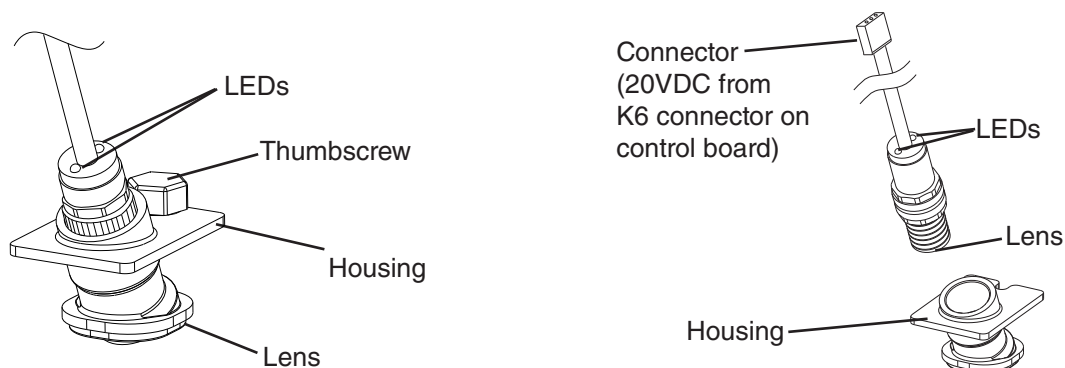 LEDs
Thumbscrew
Housing
Lens
Connector
(20VDC from
K6 connector on
control board)
LEDs
Lens
Housing